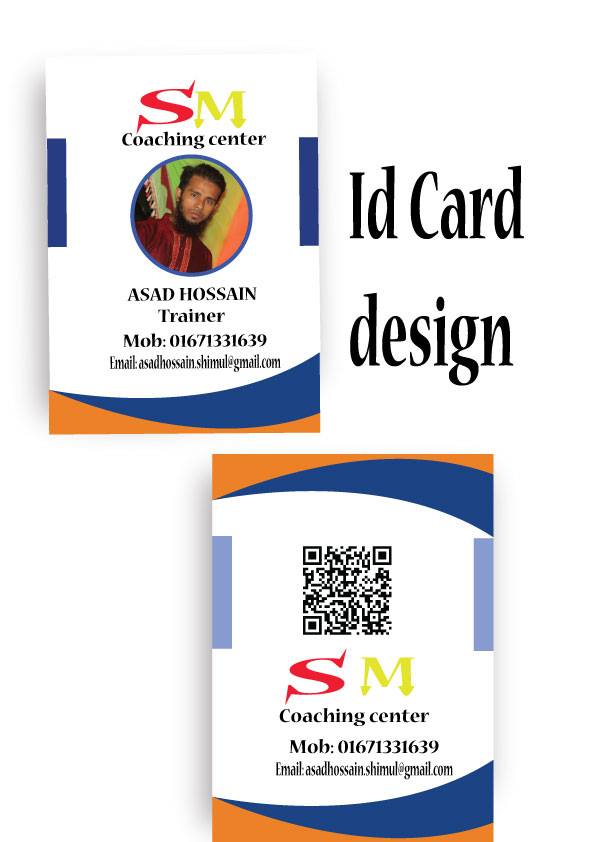 SM
Coaching center
ASAD HOSSAIN
Trainer
Mob: 01671331639
Email: asadhossain.shimul@gmail.com
Id Card
design
SM
Coaching center
Mob: 01671331639
Email: asadhossain.shimul@gmail.com